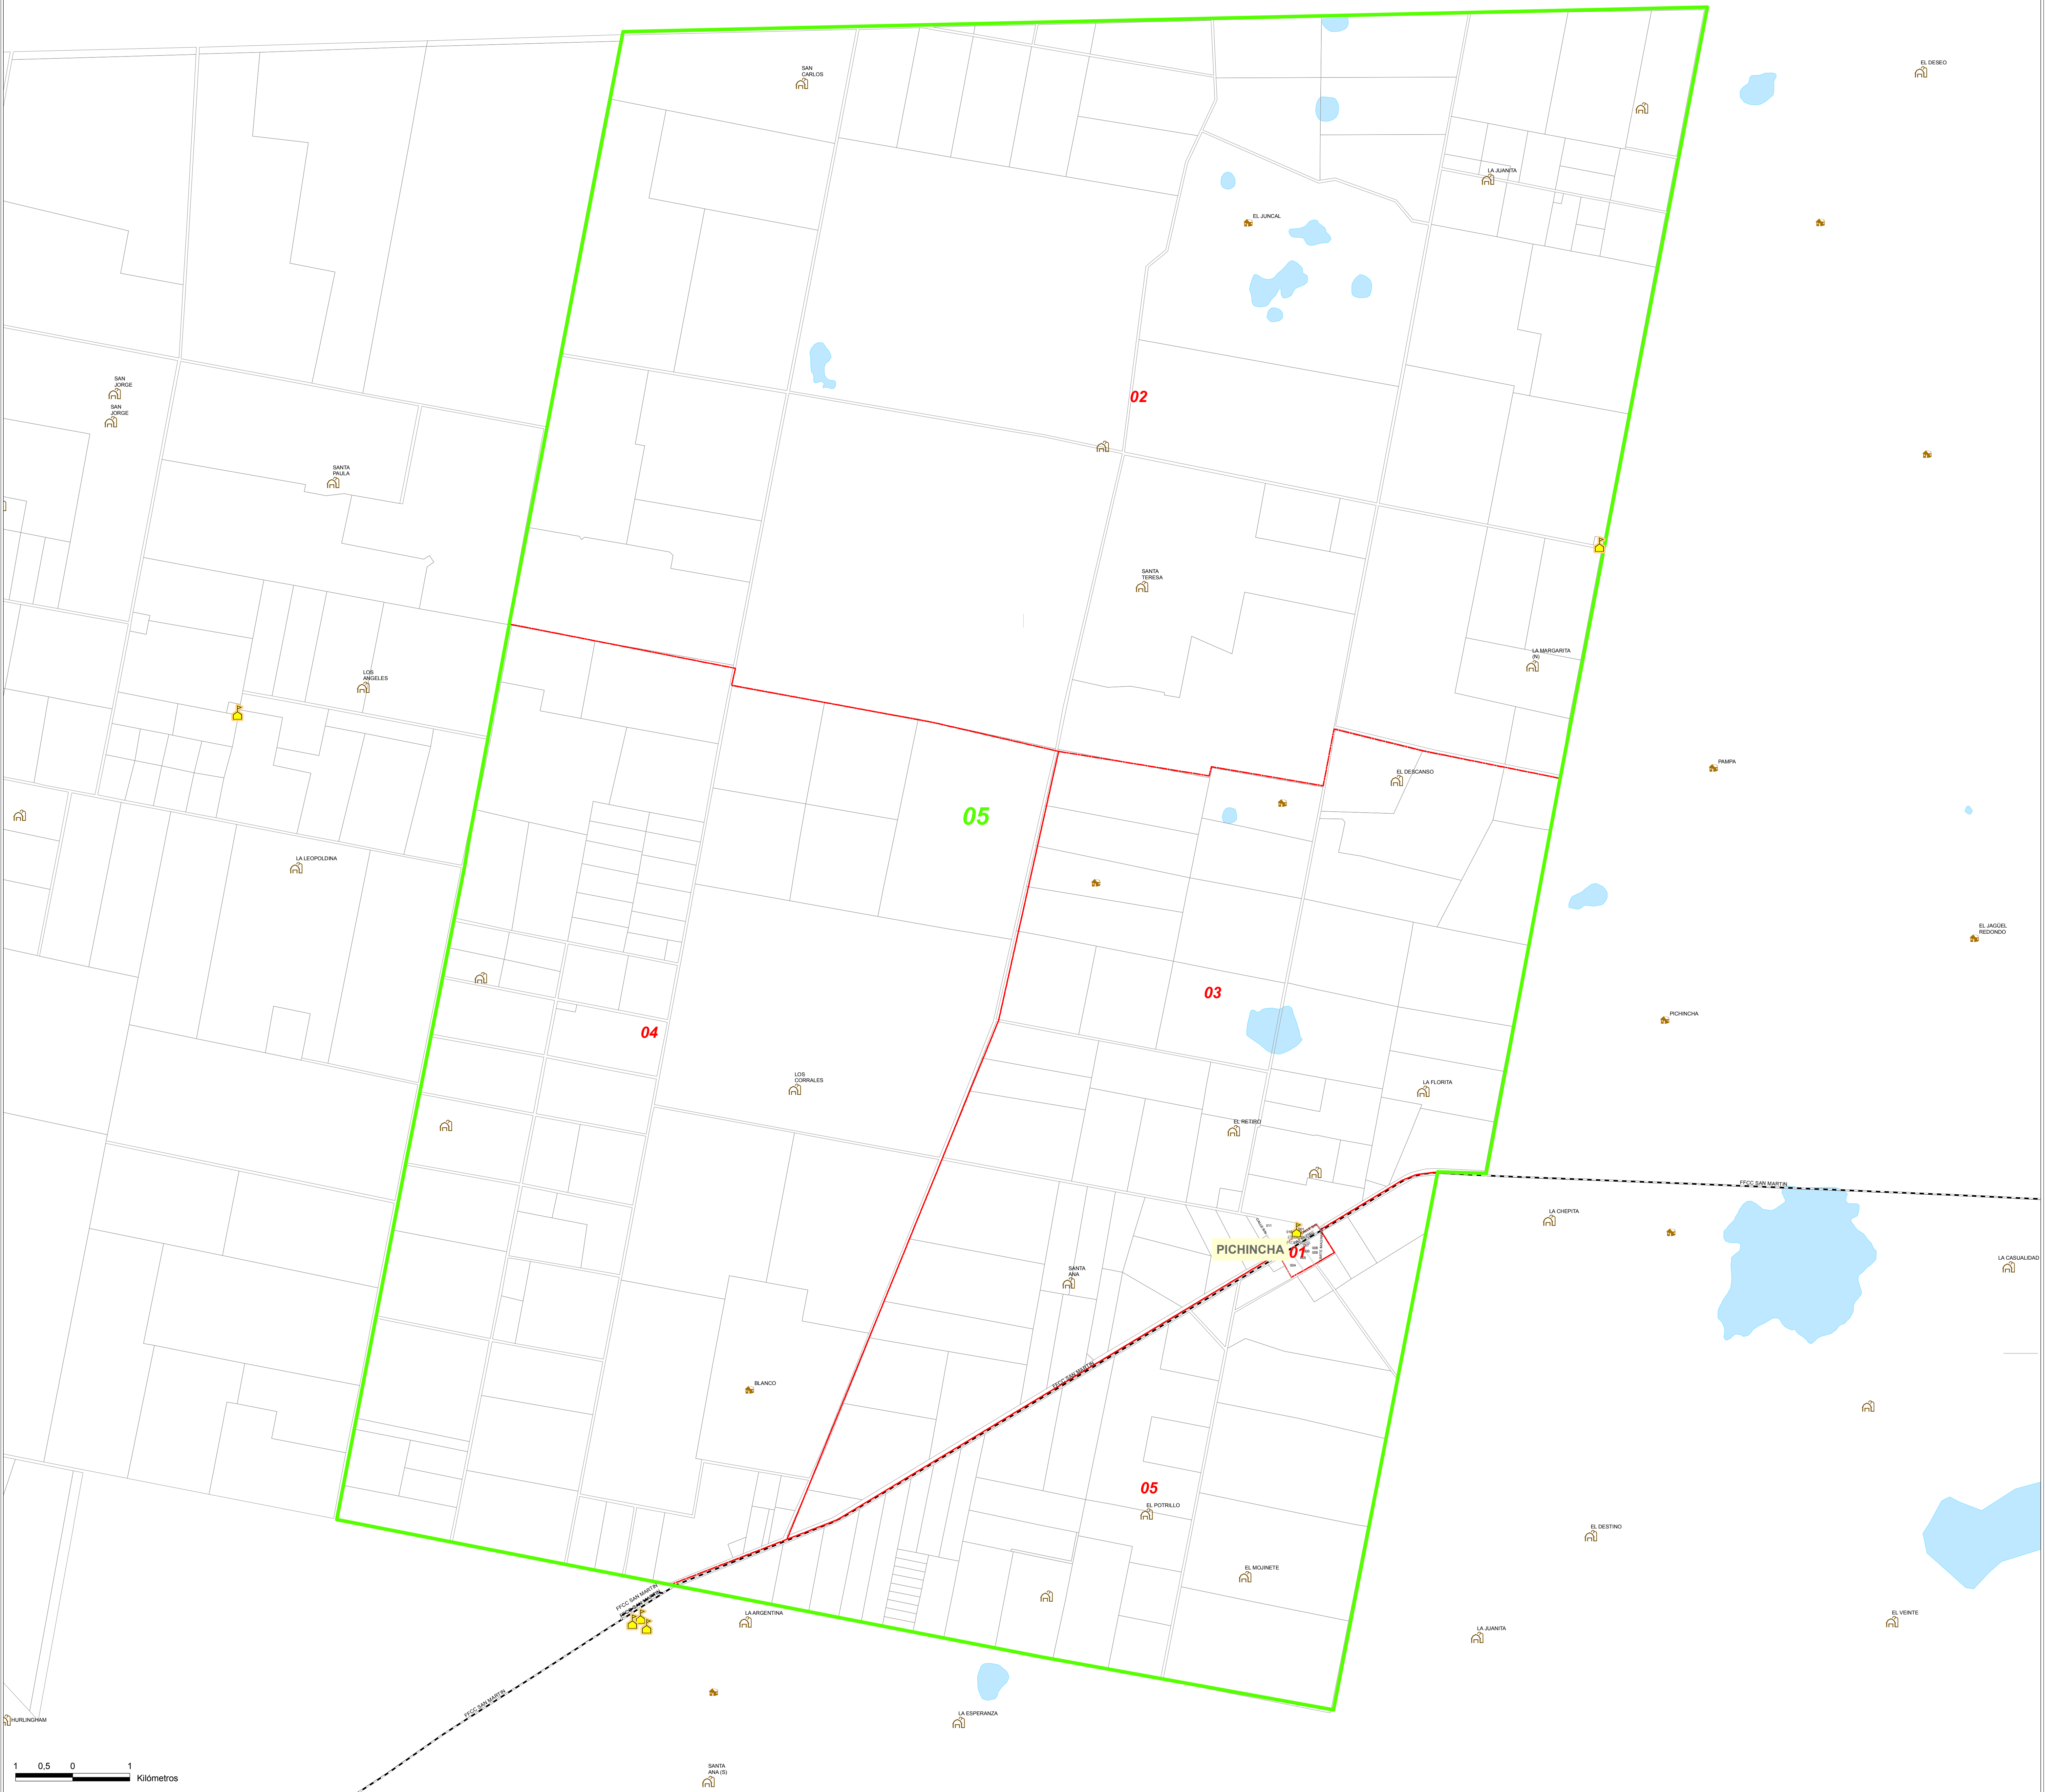 SAN
CARLOS
EL DESEO
LA JUANITA
EL JUNCAL
SAN
JORGE
SAN
JORGE
02
SANTA
PAULA
SANTA
TERESA
LA MARGARITA
(N)
LOS
ANGELES
PAMPA
EL DESCANSO
05
LA LEOPOLDINA
EL JAGÜEL
REDONDO
03
PICHINCHA
04
LOS
CORRALES
LA FLORITA
EL RETIRO
FFCC SAN MARTIN
LA CHEPITA
011
PICHINCHA
01
LA CASUALIDAD
SANTA
ANA
FFCC SAN MARTIN
BLANCO
05
EL POTRILLO
EL DESTINO
EL MOJINETE
FFCC SAN MARTIN
LA ARGENTINA
EL VEINTE
LA JUANITA
FFCC SAN MARTIN
LA ESPERANZA
HURLINGHAM
SANTA
ANA (S)
1 0,5 0 1
Kilómetros